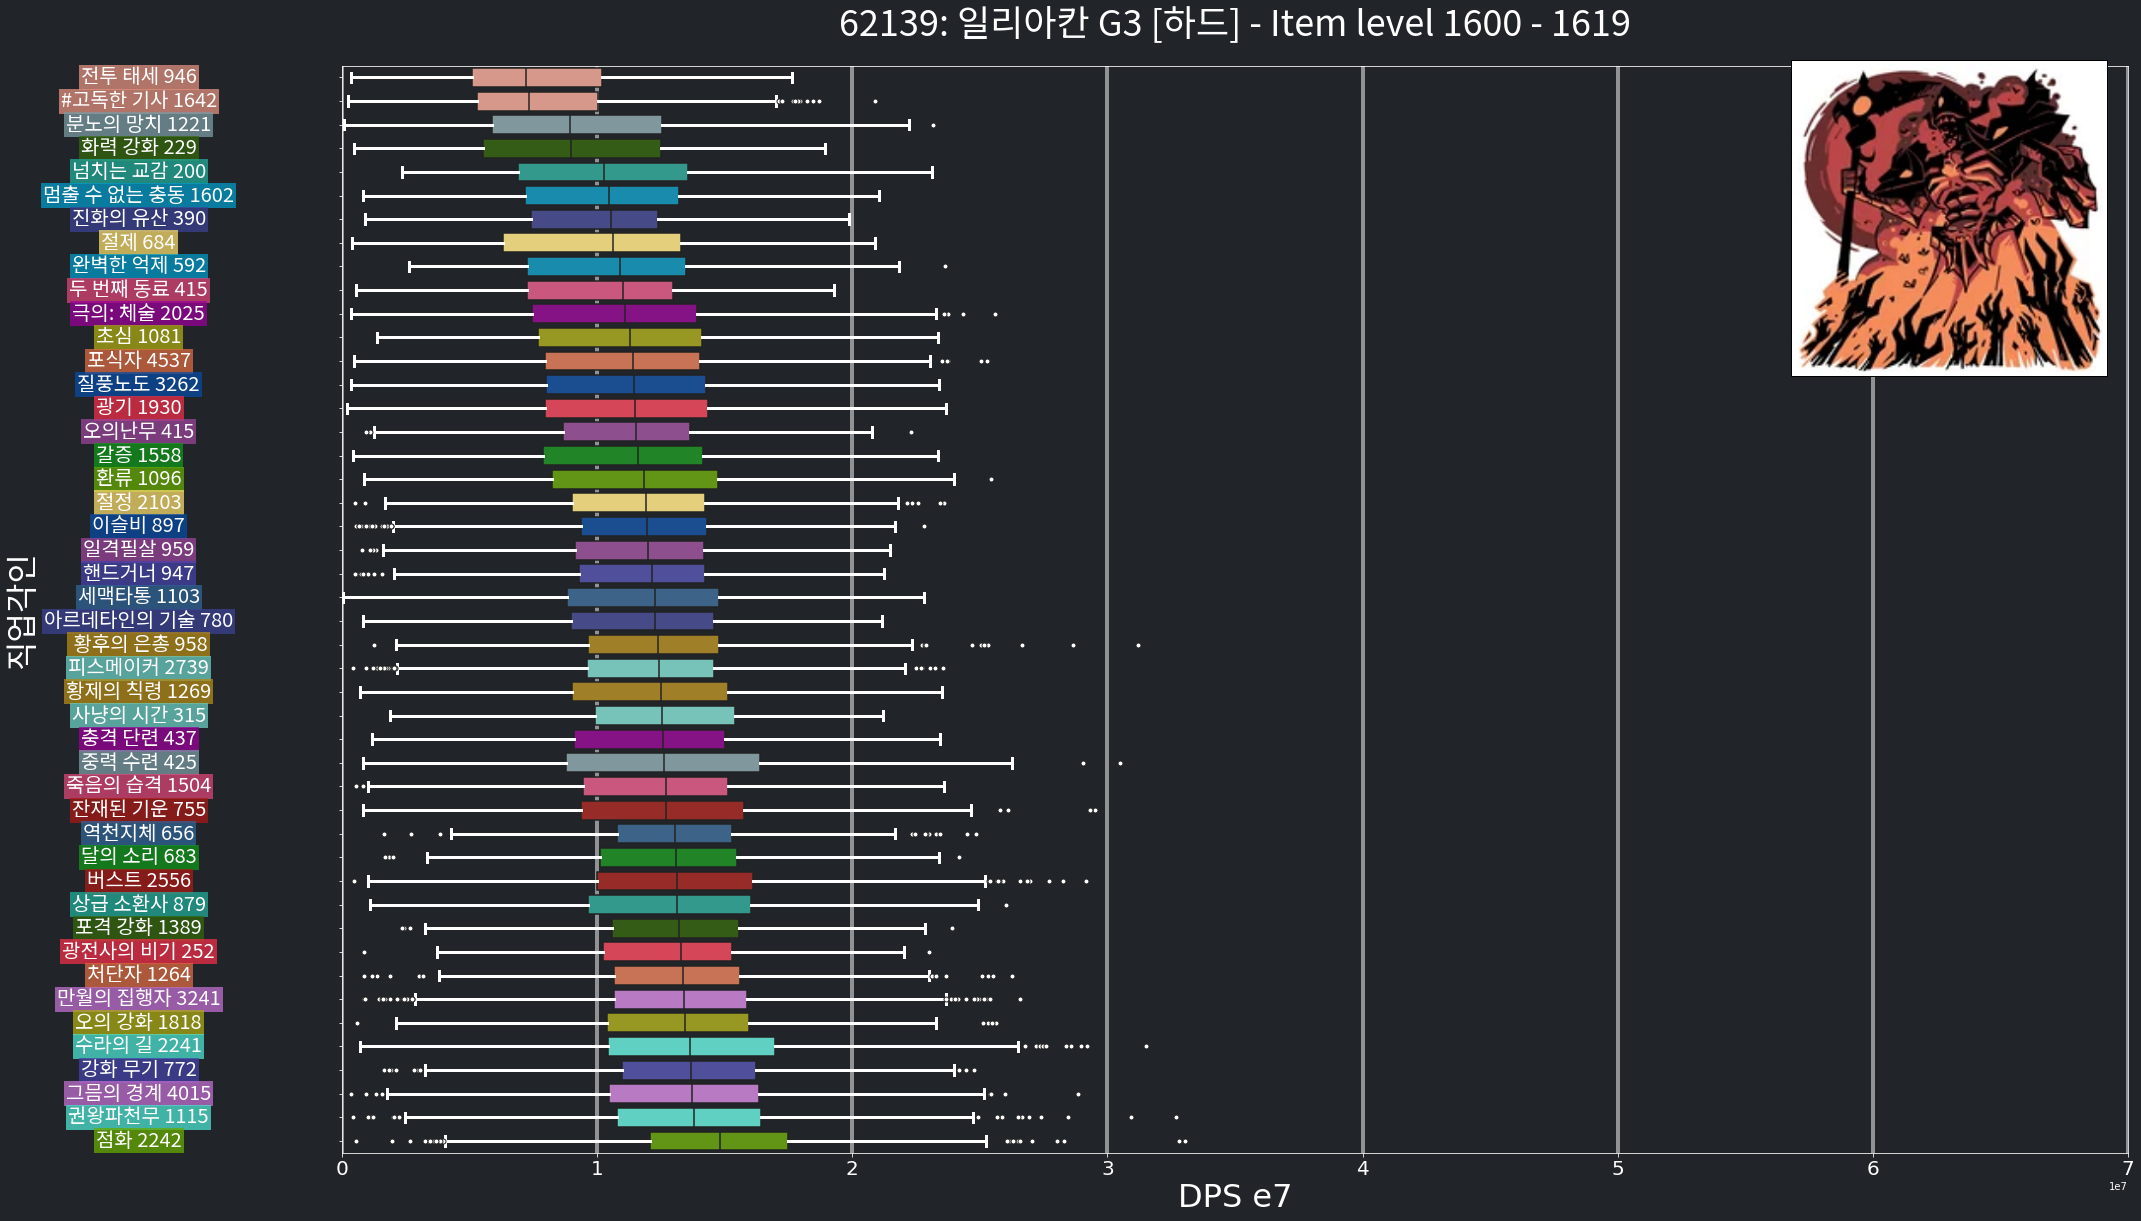 62139: 일리아칸 G3 [하드] - Item level 1600 - 1619
직업각인
전투 태세 946
#고독한 기사 1642
분노의 망치 1221
화력 강화 229
넘치는 교감 200
멈출 수 없는 충동 1602
진화의 유산 390
절제 684
완벽한 억제 592
두 번째 동료 415
극의: 체술 2025
초심 1081
포식자 4537
질풍노도 3262
광기 1930
오의난무 415
갈증 1558
환류 1096
절정 2103
이슬비 897
일격필살 959
핸드거너 947
세맥타통 1103
아르데타인의 기술 780
황후의 은총 958
피스메이커 2739
황제의 칙령 1269
사냥의 시간 315
충격 단련 437
중력 수련 425
죽음의 습격 1504
잔재된 기운 755
역천지체 656
달의 소리 683
버스트 2556
상급 소환사 879
포격 강화 1389
광전사의 비기 252
처단자 1264
만월의 집행자 3241
오의 강화 1818
수라의 길 2241
강화 무기 772
그믐의 경계 4015
권왕파천무 1115
점화 2242
0 1 2 3 4 5 6 7
DPS e7
1e7